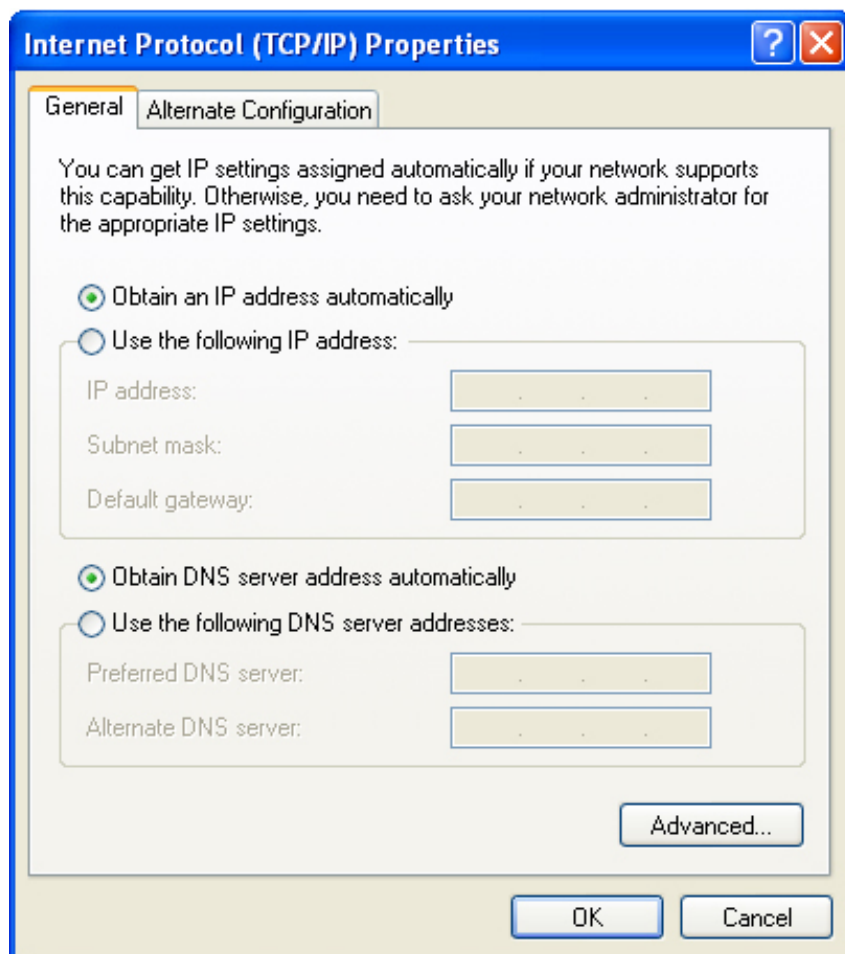 Internet Protocol (TCP/IP) Properties
General
Alternate Configuration
You can get IP settings assigned automatically if your network supports
this capability. Otherwise, you need to ask your network administrator for
the appropriate IP settings.
Obtain an IP address automatically
Use the following IP address:
IP address:
Subnet mask:
Default gateway:
Obtain DNS server address automatically
Use the following DNS server addresses:
Preferred DNS server:
Alternate DNS server:
Advanced...
OK
Cancel